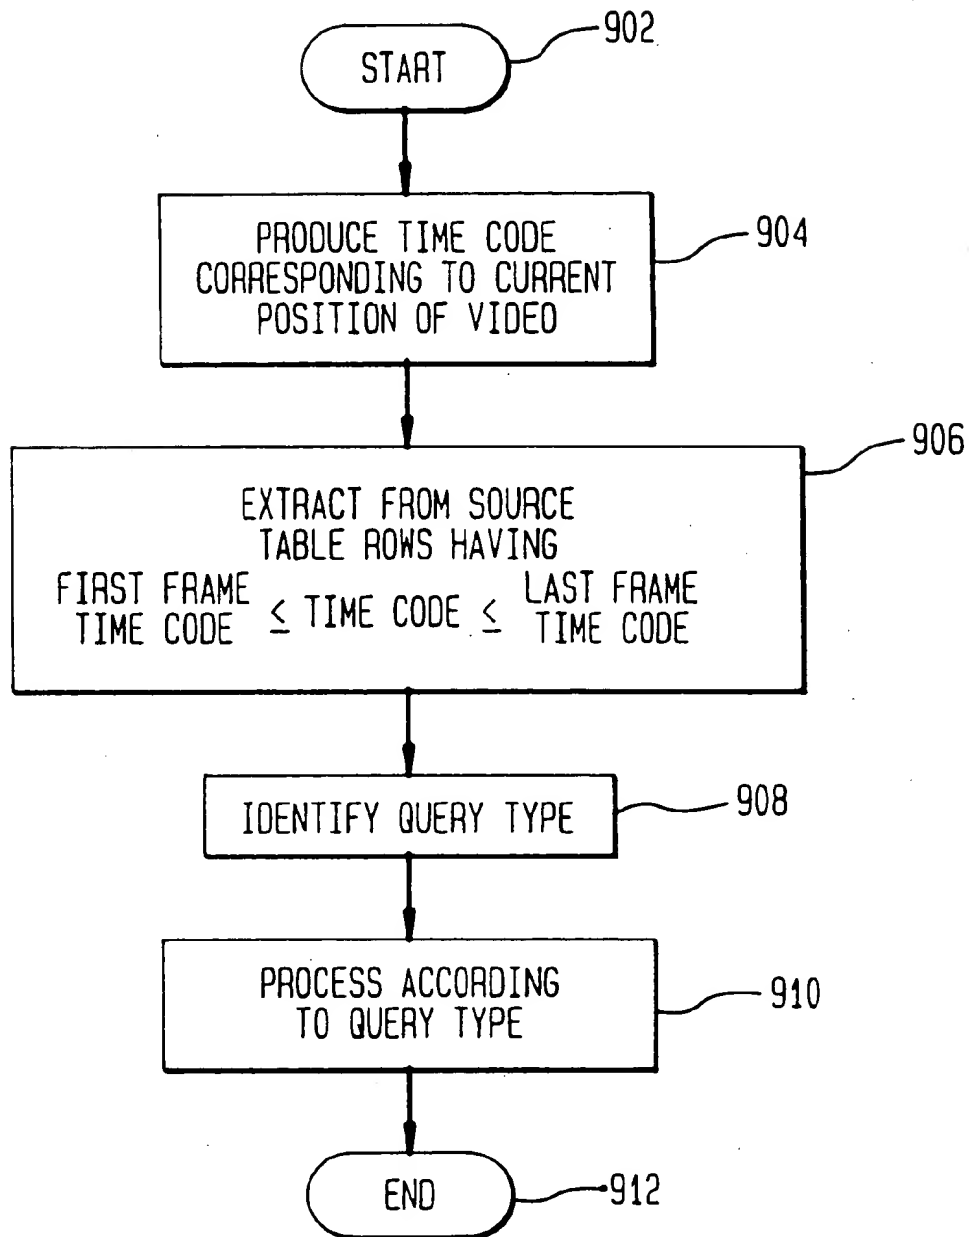 START
902
PRODUCE TIME CODE
CORRESPONDING TO CURRENT
POSITION OF VIDEO
904
EXTRACT FROM SOURCE
TABLE ROWS HAVING
FIRST FRAME
TIME CODE
≤ TIME CODE ≤
LAST FRAME
TIME CODE
906
IDENTIFY QUERY TYPE
908
PROCESS ACCORDING
TO QUERY TYPE
910
END
912